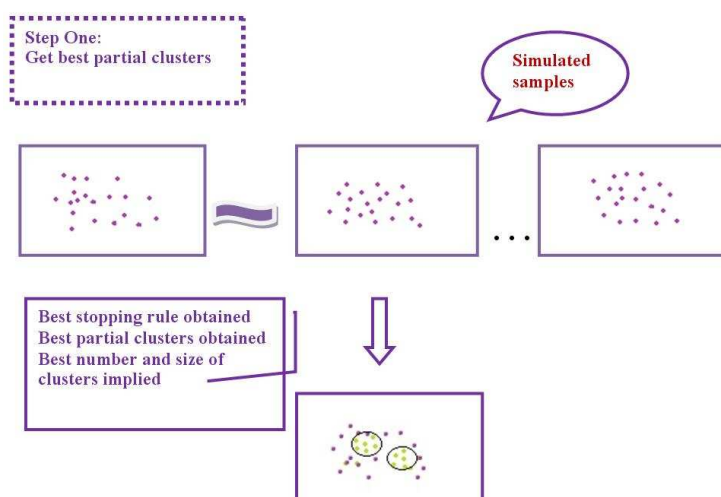 Step One:
Get best partial clusters
Simulated
samples
...
Best stopping rule obtained
Best partial clusters obtained
Best number and size of
clusters implied